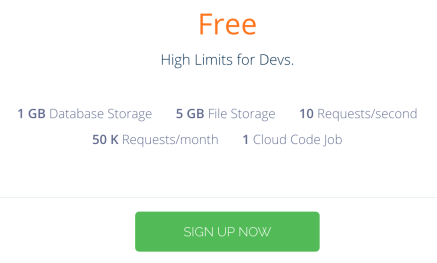 Free
High Limits for Devs.
1 GB Database Storage 5 GB File Storage 10 Requests/second
50 K Requests/month 1 Cloud Code Job
SIGN UP NOW